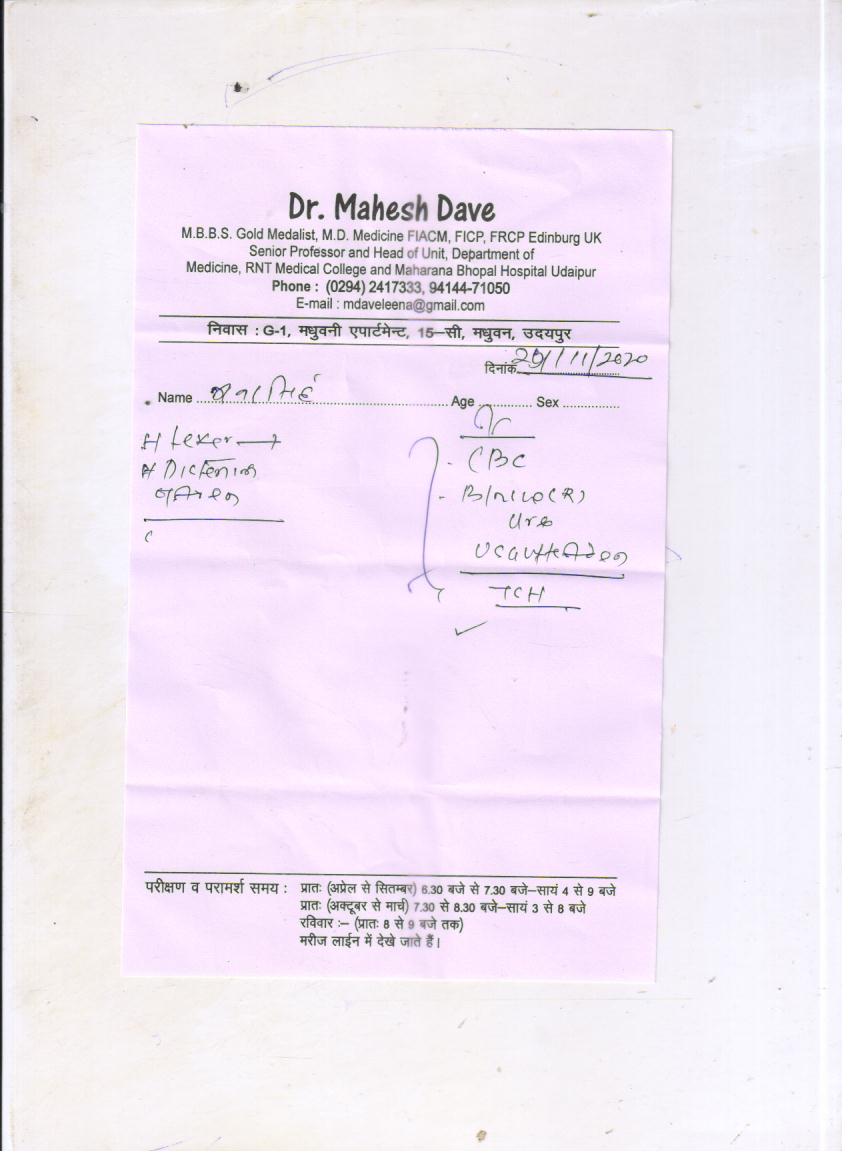 Dr. Mahesh Dave
M.B.B.S. Gold Medalist, M.D. Medicine FIACM, FICP, FRCP Edinburg UK
Senior Professor and Head of Unit, Department of
Medicine, RNT Medical College and Maharana Bhopal Hospital Udaipur
Phone : (0294) 2417333, 94144-71050
E-mail : mdaveleena@gmail.com
निवास : G-1, मधुवनी एपार्टमेन्ट, 15–सी, मधुवन, उदयपुर
दिनांक /11/2020
Name Age Sex
CBC
परीक्षण व परामर्श समय : प्रातः (अप्रेल से सितम्बर) 6.30 बजे से 7.30 बजे–सायं 4 से 9 बजे
प्रातः (अक्टूबर से मार्च) 7.30 से 8.30 बजे–सायं 3 से 8 बजे
रविवार :– (प्रातः 8 से 9 बजे तक)
मरीज लाईन में देखे जाते हैं।